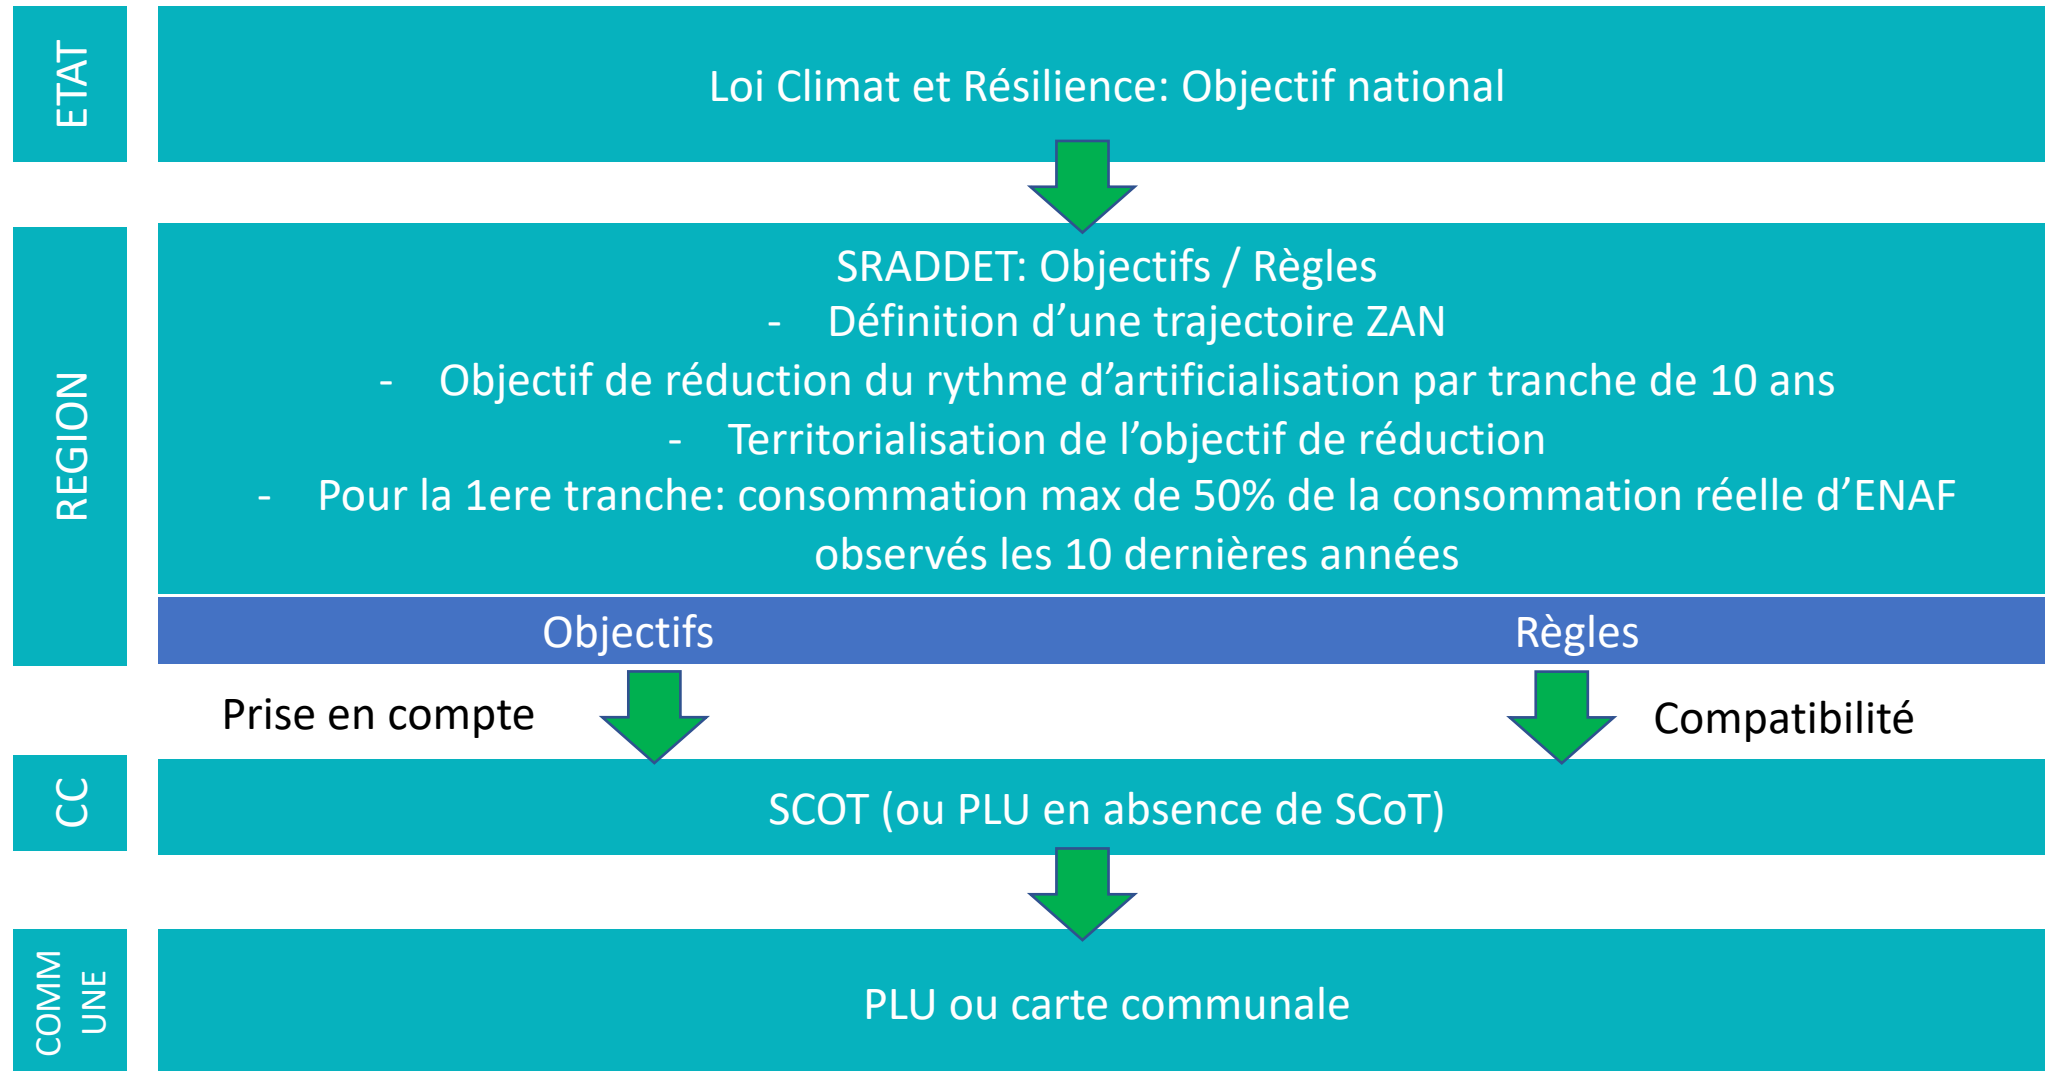 ETAT
Loi Climat et Résilience: Objectif national
REGION
SRADDET: Objectifs / Règles
- Définition d’une trajectoire ZAN
- Objectif de réduction du rythme d’artificialisation par tranche de 10 ans
- Territorialisation de l’objectif de réduction
- Pour la 1ere tranche: consommation max de 50% de la consommation réelle d’ENAF
observés les 10 dernières années
Objectifs
Règles
Prise en compte
Compatibilité
CC
SCOT (ou PLU en absence de SCoT)
COMM
UNE
PLU ou carte communale